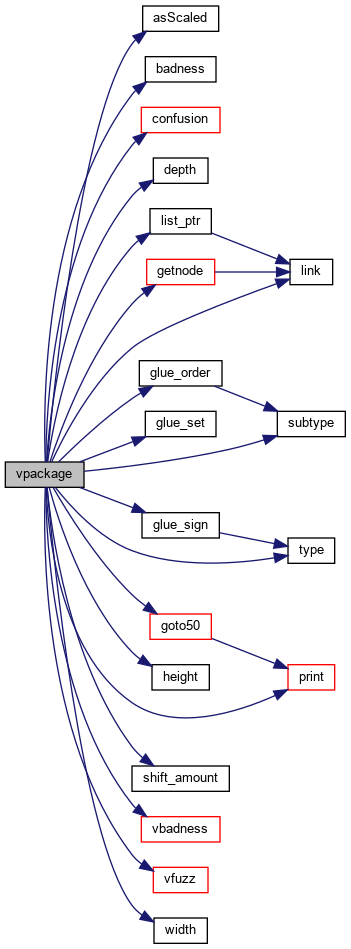 asScaled
badness
confusion
depth
list_ptr
getnode
link
glue_order
glue_set
subtype
vpackage
glue_sign
type
goto50
height
print
shift_amount
vbadness
vfuzz
width